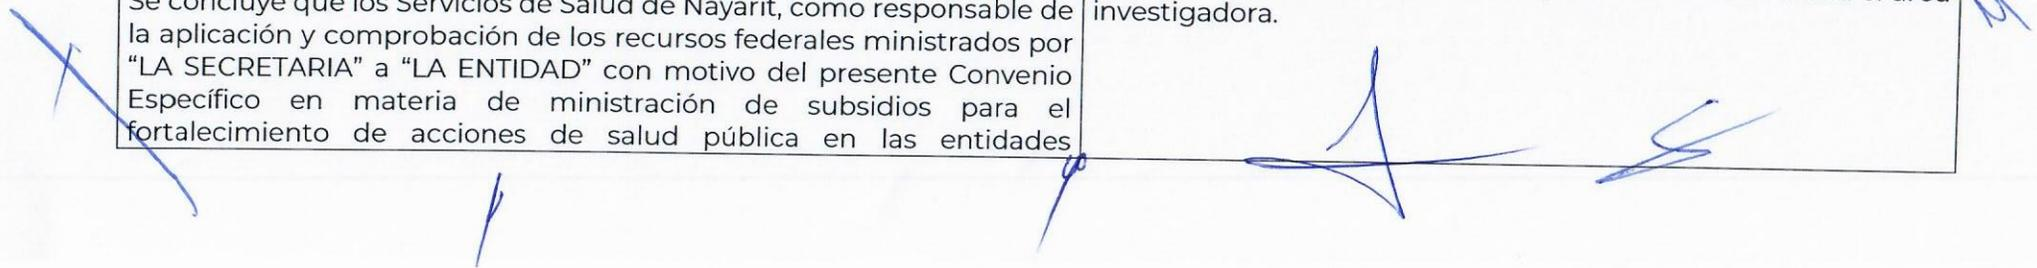 Se concluye que los Servicios de Salud de Nayarit, como responsable de
la aplicación y comprobación de los recursos federales ministrados por
“LA SECRETARIA” a “LA ENTIDAD” con motivo del presente Convenio
Específico en materia de ministración de subsidios para el
fortalecimiento de acciones de salud pública en las entidades
investigadora.